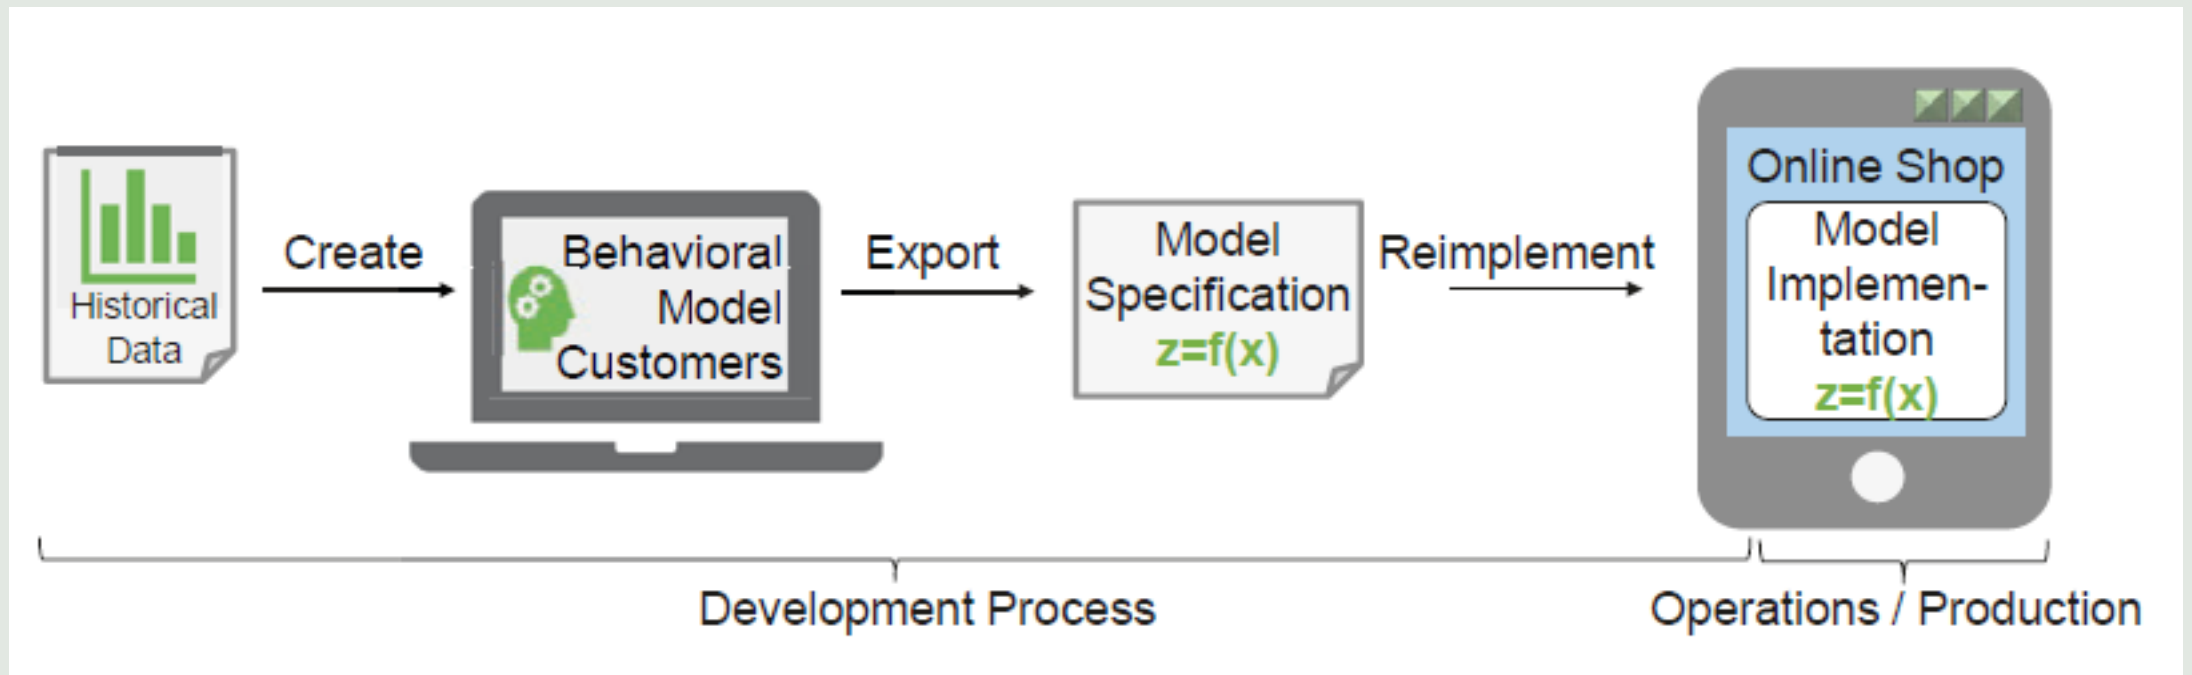 Historical
Data
Create
Behavioral
Model
Customers
Export
Model
Specification
z=f(x)
Reimplement
Online Shop
Model
Implemen-
tation
z=f(x)
Development Process
Operations / Production